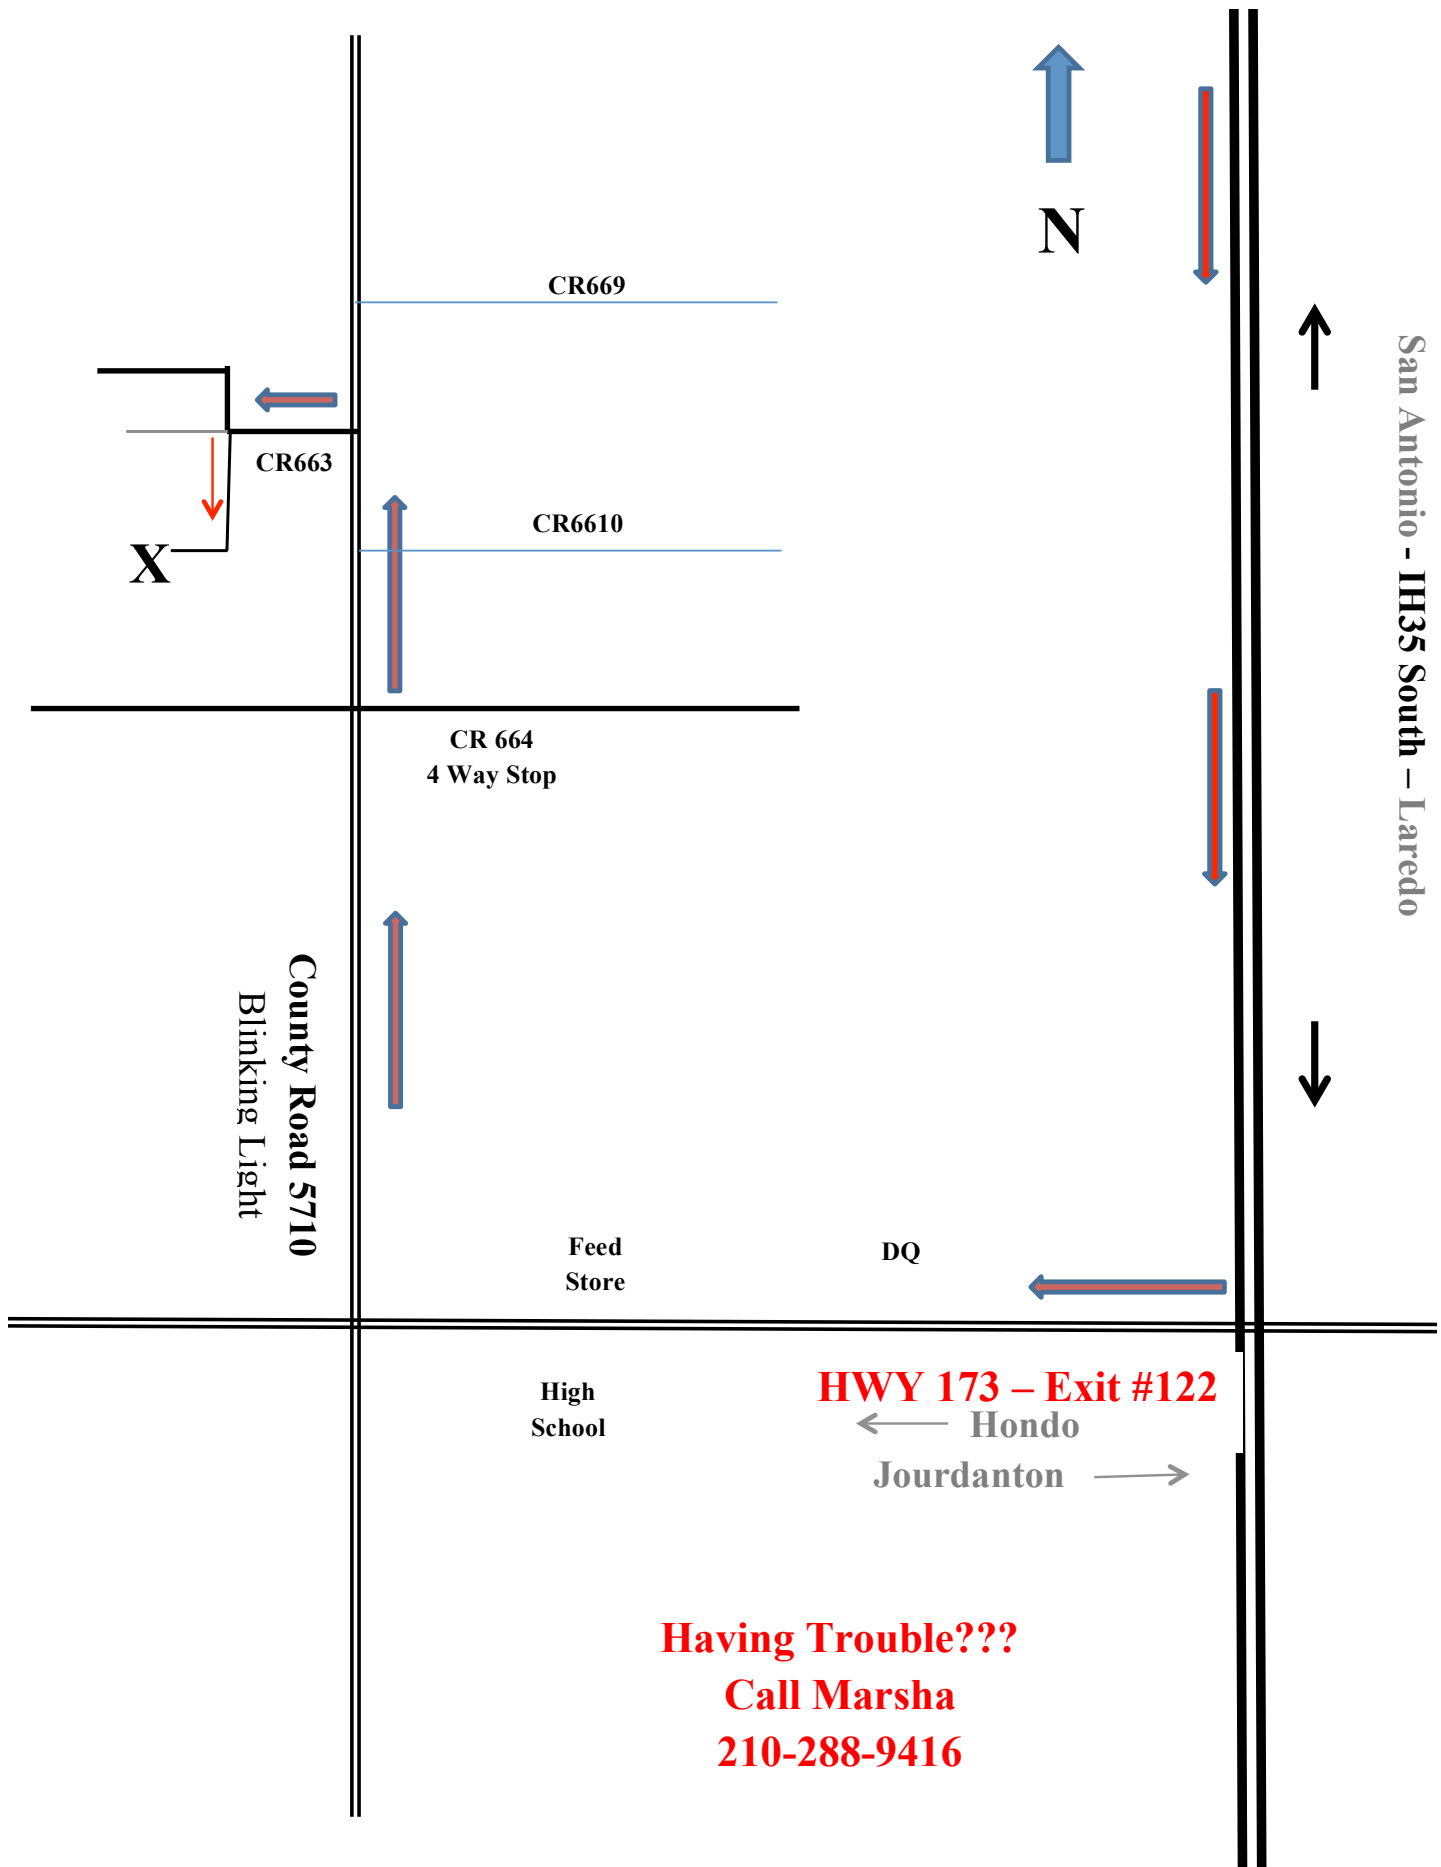 N
CR669
San Antonio - IH35 South – Laredo
CR663
CR6610
X
CR 664
4 Way Stop
County Road 5710
Blinking Light
Feed
Store
DQ
HWY 173 – Exit #122
High
School
Hondo
Jourdanton
Having Trouble???
Call Marsha
210-288-9416